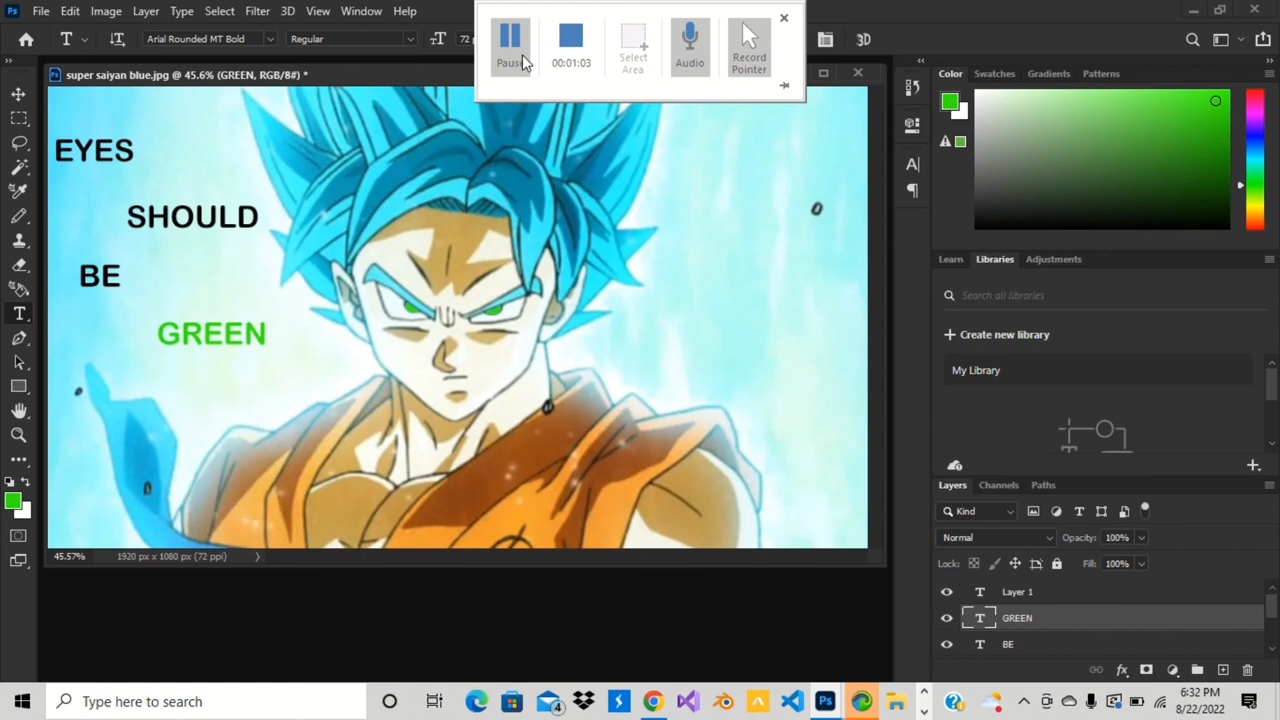 File Edit Image Layer Type Select Filter 3D View Window Help
Pause
00:01:03
Select Area
Audio
Record Pointer
Arial Rounded MT Bold
Regular
72 p
3D
super saiyan blue.jpg @ 45.6% (GREEN, RGB/8#) *
EYES
SHOULD
BE
GREEN
45.57% 1920 px x 1080 px (72 ppi)
Color Swatches Gradients Patterns
Learn Libraries Adjustments
Search all libraries
Create new library
My Library
Layers Channels Paths
Kind
Normal Opacity: 100%
Lock: Fill: 100%
Layer 1
GREEN
BE
Type here to search
4
6:32 PM
8/22/2022